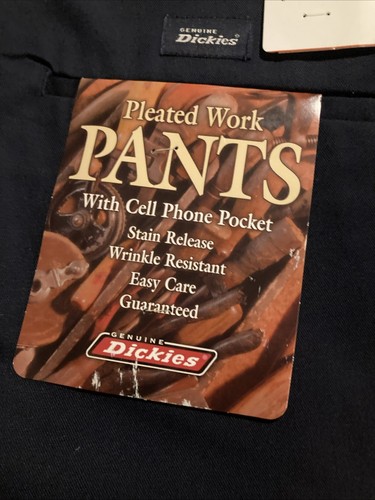 GENUINE
Dickies
Pleated Work
PANTS
With Cell Phone Pocket
Stain Release
Wrinkle Resistant
Easy Care
Guaranteed
GENUINE
Dickies